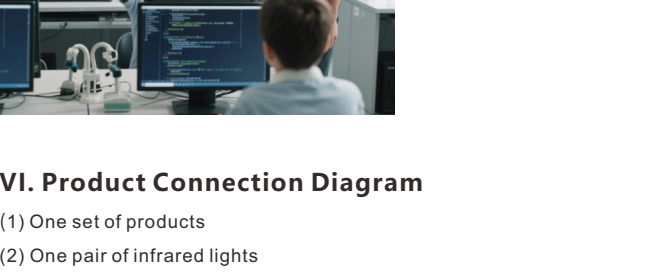 VI. Product Connection Diagram
(1) One set of products
(2) One pair of infrared lights